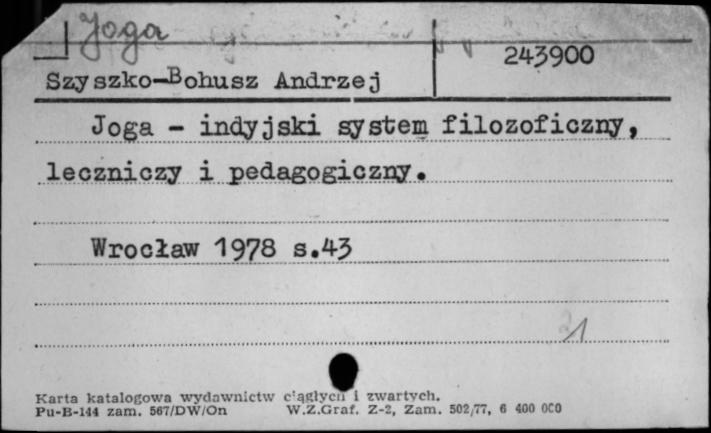 Joga
243900
Szyszko-Bohusz Andrzej
Joga - indyjski system filozoficzny,
leczniczy i pedagogiczny.
Wrocław 1978 s.43
21
Karta katalogowa wydawnictw ciągłych i zwartych.
Pu-B-144 zam. 567/DW/On W.Z.Graf. Z-2, Zam. 502/77, 6 400 000